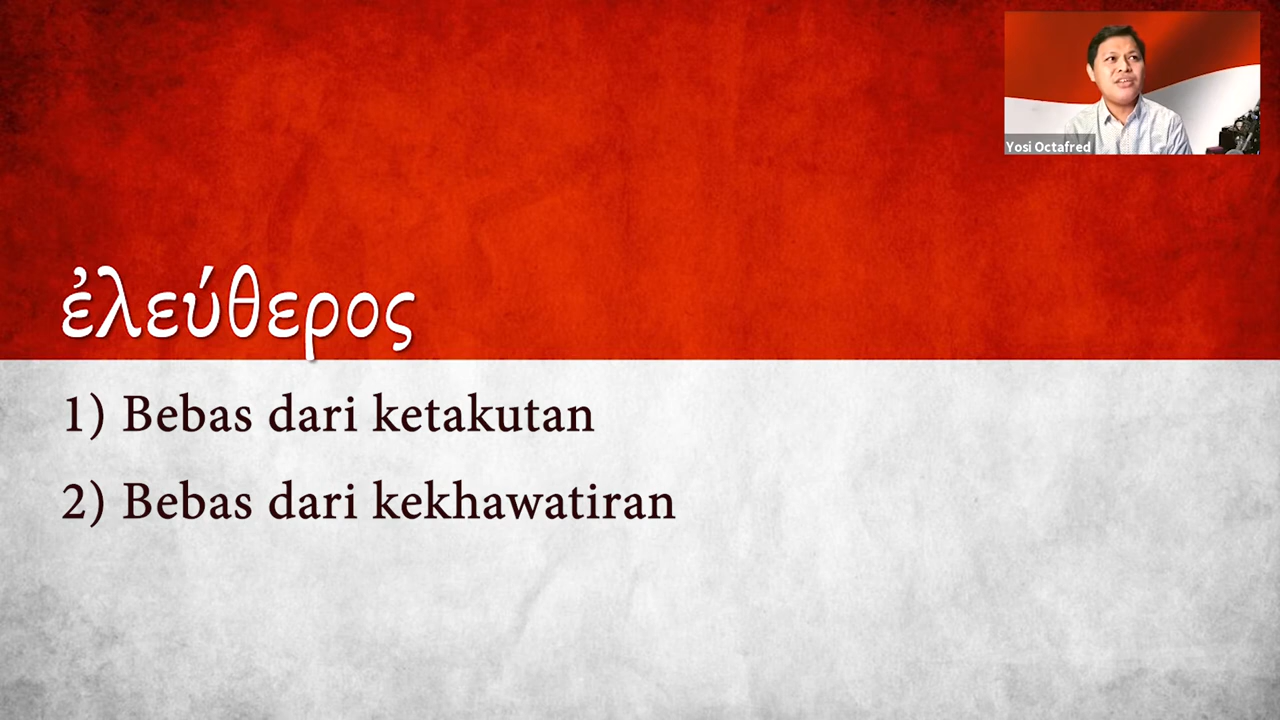 Yosi Octafred
ἐλεύθερος
1) Bebas dari ketakutan
2) Bebas dari kekhawatiran